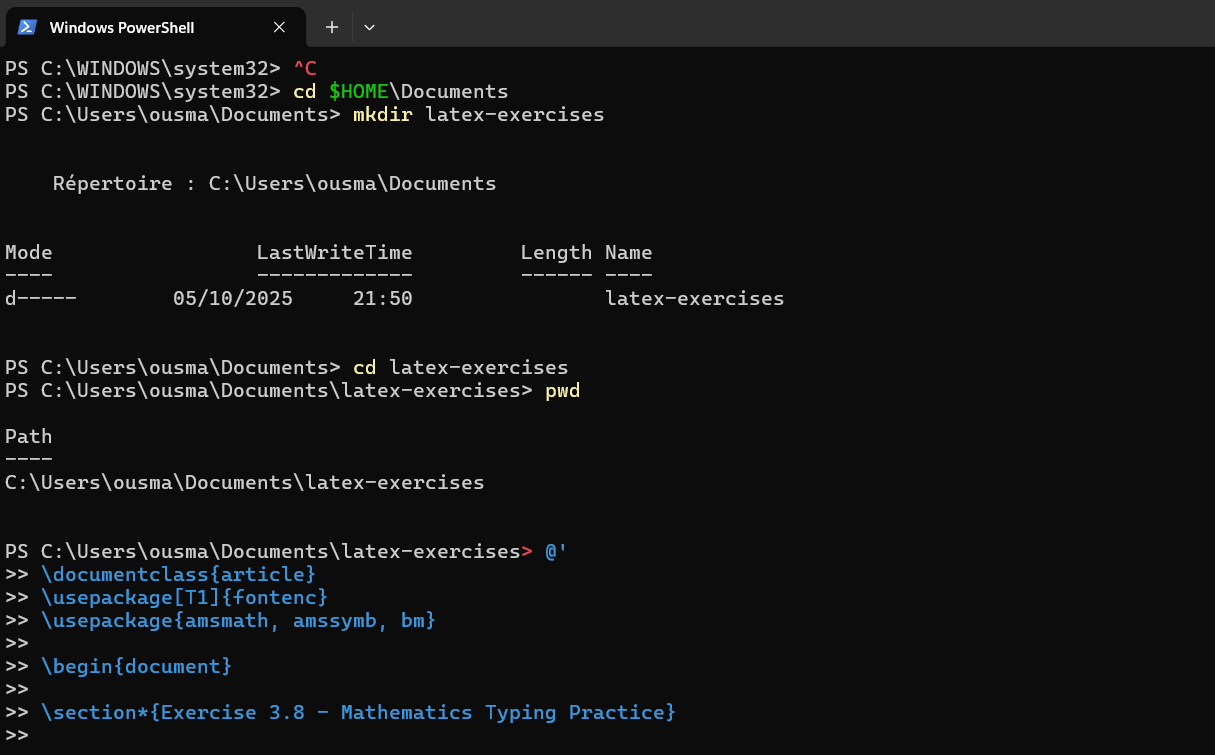 Windows PowerShell
PS C:\WINDOWS\system32> ^C
PS C:\WINDOWS\system32> cd $HOME\Documents
PS C:\Users\ousma\Documents> mkdir latex-exercises
Répertoire : C:\Users\ousma\Documents
Mode                 LastWriteTime         Length Name
----                 -------------         ------ ----
d-----        05/10/2025     21:50                latex-exercises
PS C:\Users\ousma\Documents> cd latex-exercises
PS C:\Users\ousma\Documents\latex-exercises> pwd
Path
----
C:\Users\ousma\Documents\latex-exercises
PS C:\Users\ousma\Documents\latex-exercises> @'
>> \documentclass{article}
>> \usepackage[T1]{fontenc}
>> \usepackage{amsmath, amssymb, bm}
>>
>> \begin{document}
>>
>> \section*{Exercise 3.8 - Mathematics Typing Practice}
>>